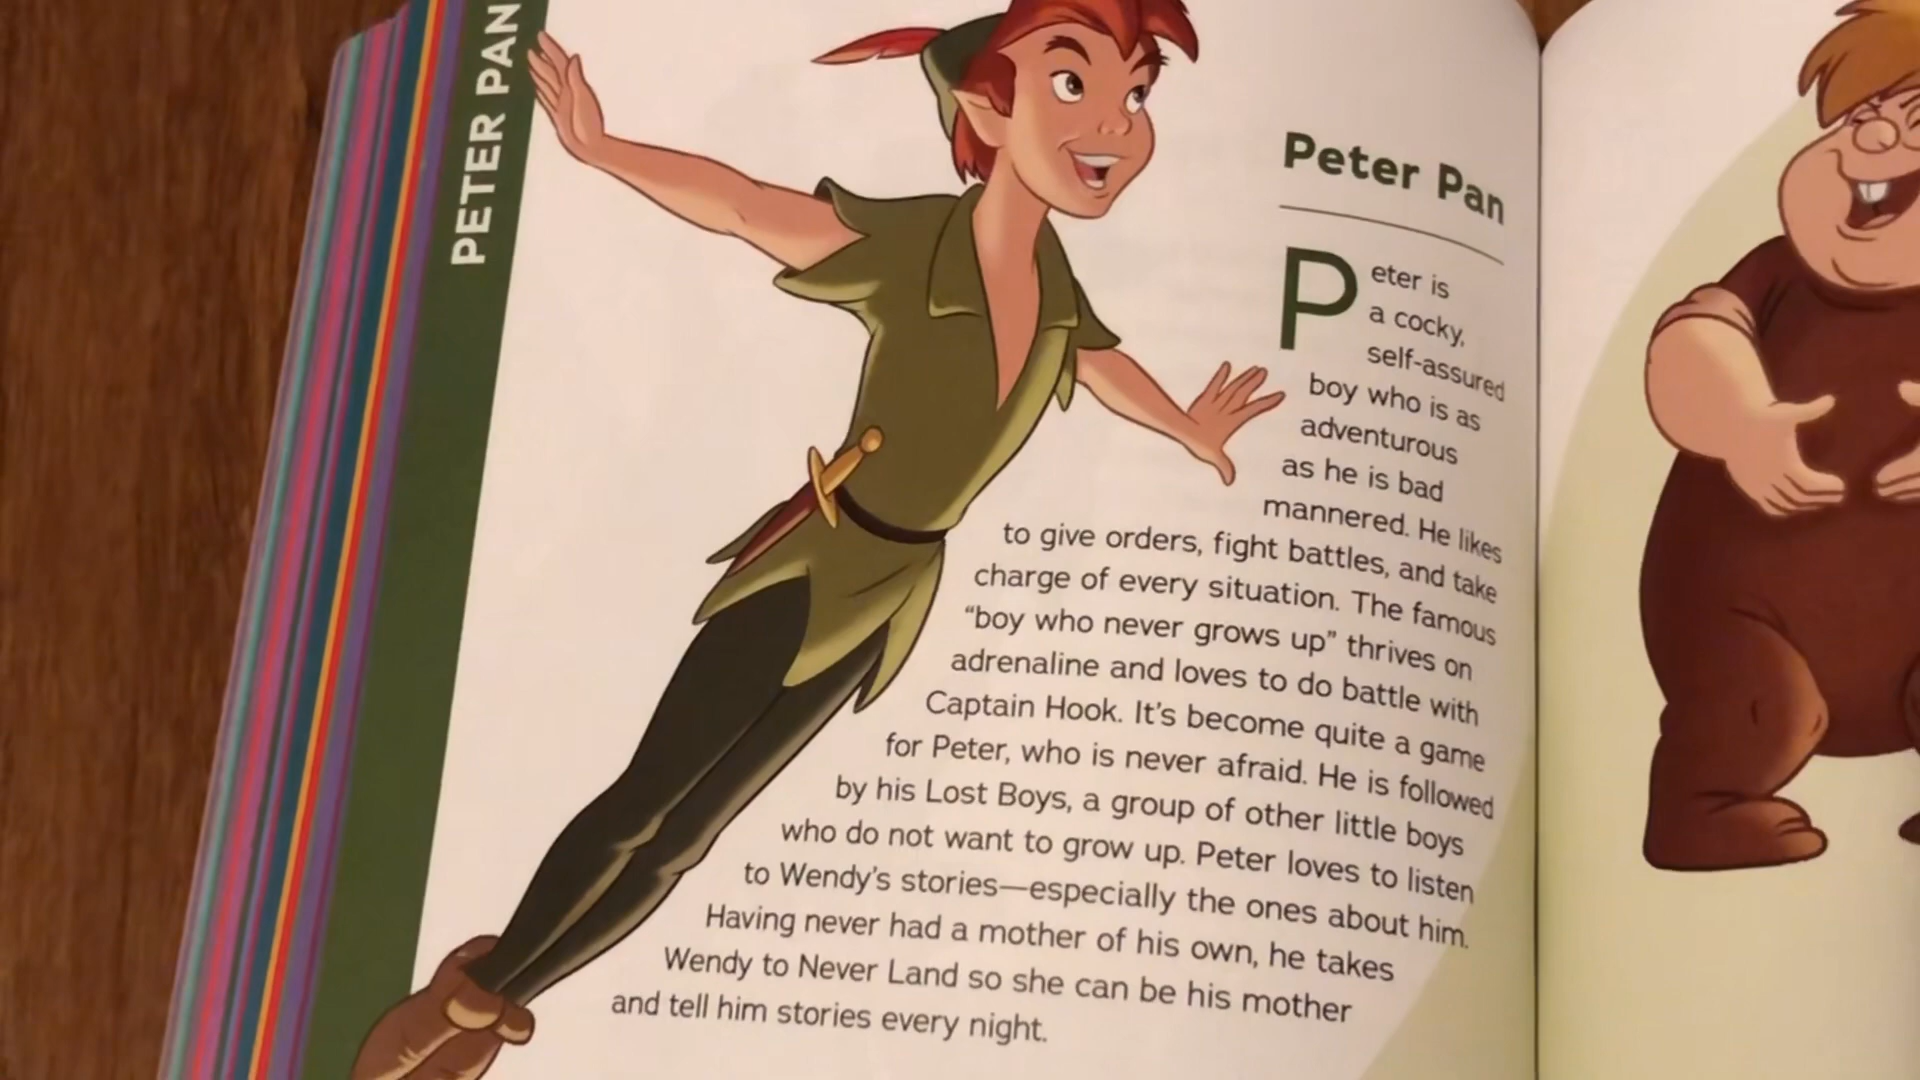 PETER PAN
Peter Pan
Peter is
a cocky,
self-assured
boy who is as
adventurous
as he is bad
mannered. He likes
to give orders, fight battles, and take
charge of every situation. The famous
“boy who never grows up” thrives on
adrenaline and loves to do battle with
Captain Hook. It's become quite a game
for Peter, who is never afraid. He is followed
by his Lost Boys, a group of other little boys
who do not want to grow up. Peter loves to listen
to Wendy's stories—especially the ones about him.
Having never had a mother of his own, he takes
Wendy to Never Land so she can be his mother
and tell him stories every night.